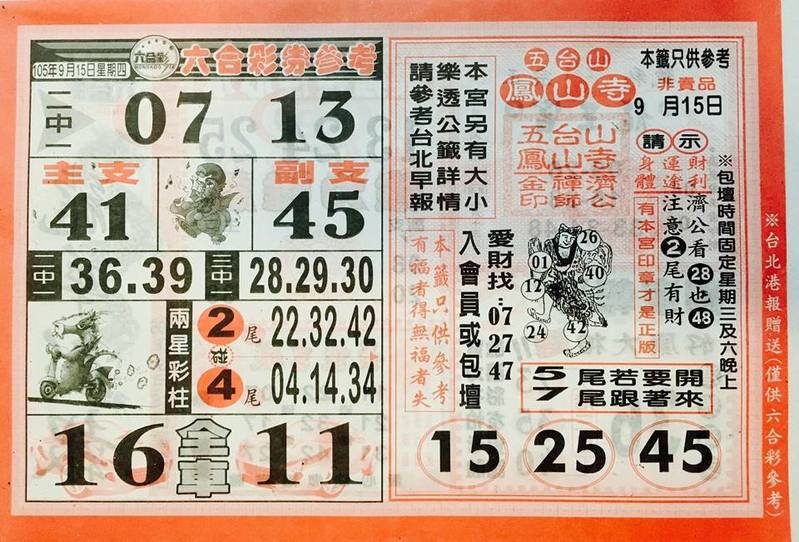 105年9月15日星期四
六合彩
六合彩券參考
二中一
07 13
主支
41
副支
45
二中一
36.39
三中一
28.29.30
兩星彩柱
2尾
22.32.42
碰
4尾
04.14.34
16
全車
11
五台山
鳳山寺
本籤只供參考
非賣品
9月15日
本宮另有大小
樂透公籤詳情
請參考台北早報
五台山
鳳山寺
金禪濟
印師公
請示
財利
運途
身體
濟公看28也48
注意2尾有財
有本宮印章才是正版
※包壇時間固定星期三及六晚上
本籤只供參考
有福者得無福者失
入會員或包壇
愛財找:07 27 47
26
01
40
12
24
42
5尾若要開
7尾跟著來
15 25 45
※台北港報贈送(僅供六合彩參考)